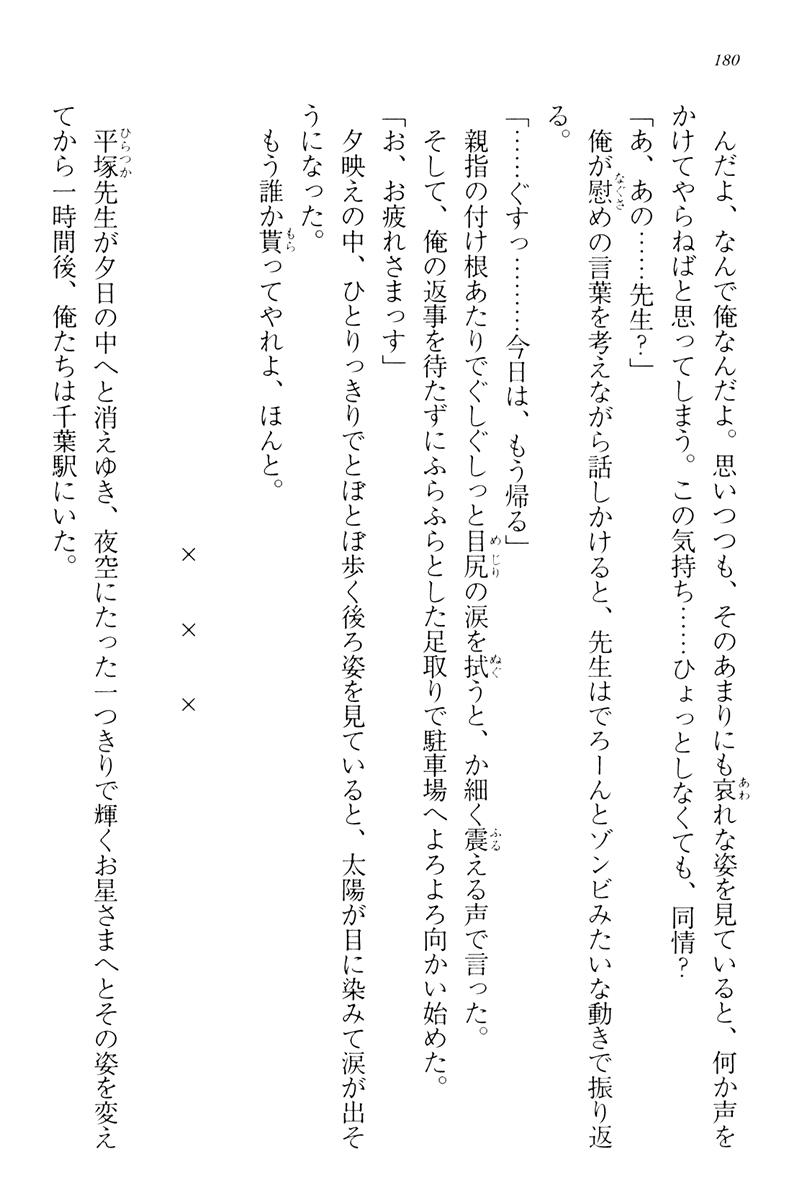 180
んだよ、なんで俺なんだよ。思いつつも、そのあまりにも哀れな姿を見ていると、何か声を
かけてやらねばと思ってしまう。この気持ち……ひょっとしなくても、同情？
「あ、あの……先生？」
俺が慰めの言葉を考えながら話しかけると、先生はでろーんとゾンビみたいな動きで振り返
る。
「……ぐすっ………今日は、もう帰る」
親指の付け根あたりでぐしぐしっと目尻の涙を拭うと、か細く震える声で言った。
そして、俺の返事を待たずにふらふらとした足取りで駐車場へよろよろ向かい始めた。
「お、お疲れさまっす」
夕映えの中、ひとりっきりでとぼとぼ歩く後ろ姿を見ていると、太陽が目に染みて涙が出そ
うになった。
もう誰か貰ってやれよ、ほんと。
× × ×
平塚先生が夕日の中へと消えゆき、夜空にたった一つきりで輝くお星さまへとその姿を変え
てから一時間後、俺たちは千葉駅にいた。